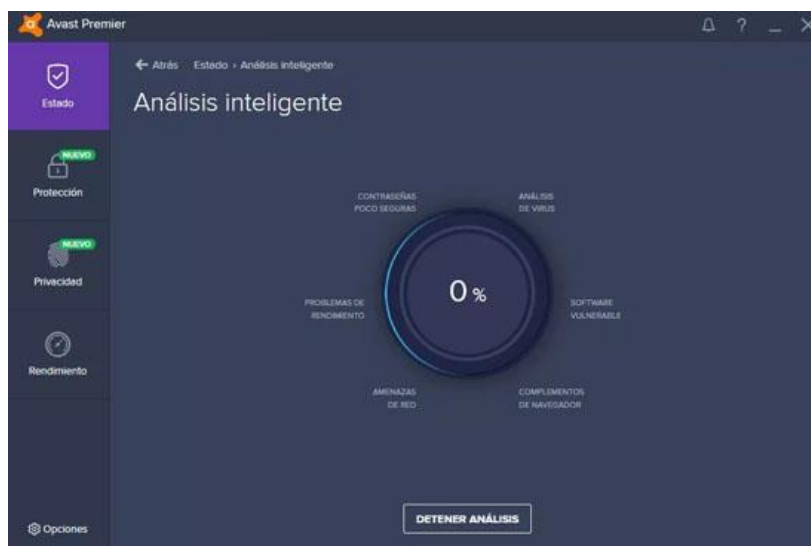 Avast Premier
?
Estado
← Atrás Estado › Análisis inteligente
Análisis inteligente
NUEVO
Protección
NUEVO
Privacidad
Rendimiento
CONTRASEÑAS
POCO SEGURAS
ANÁLISIS
DE VIRUS
PROBLEMAS DE
RENDIMIENTO
0 %
SOFTWARE
VULNERABLE
AMENAZAS
DE RED
COMPLEMENTOS
DE NAVEGADOR
DETENER ANÁLISIS
Opciones